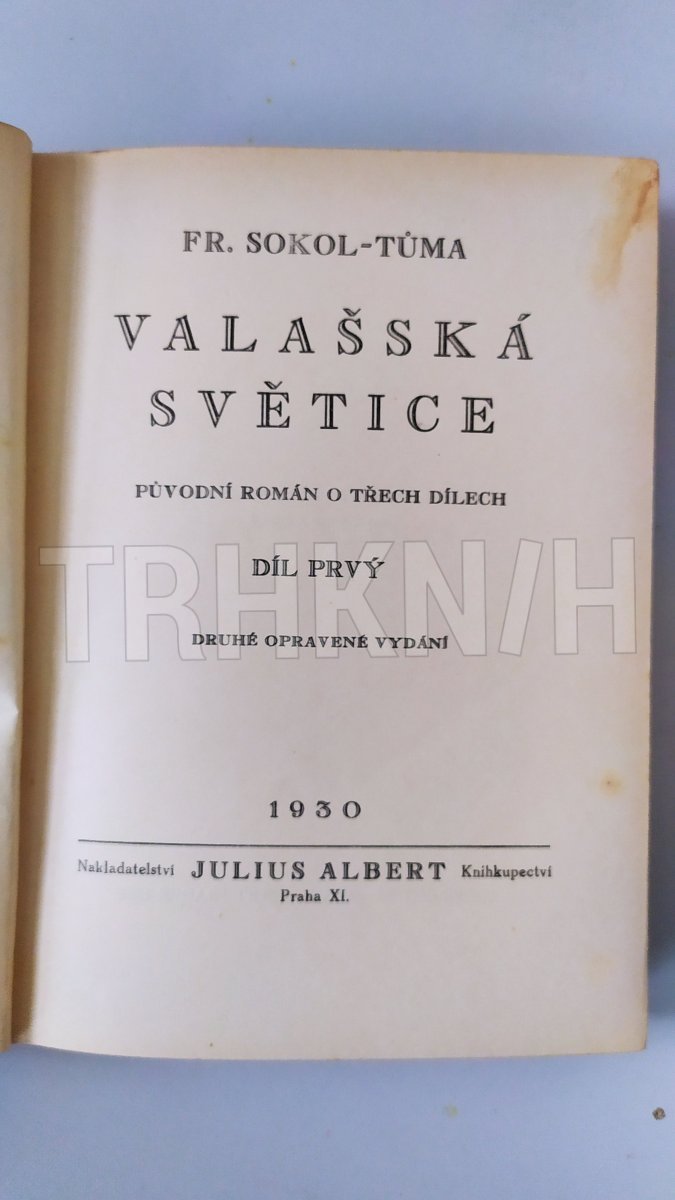 FR. SOKOL-TŮMA
VALAŠSKÁ
SVĚTICE
PŮVODNÍ ROMÁN O TŘECH DÍLECH
DÍL PRVÝ
TRHKNIH
DRUHÉ OPRAVENÉ VYDÁNÍ
1930
Nakladatelství JULIUS ALBERT Knihkupectví
Praha XI.